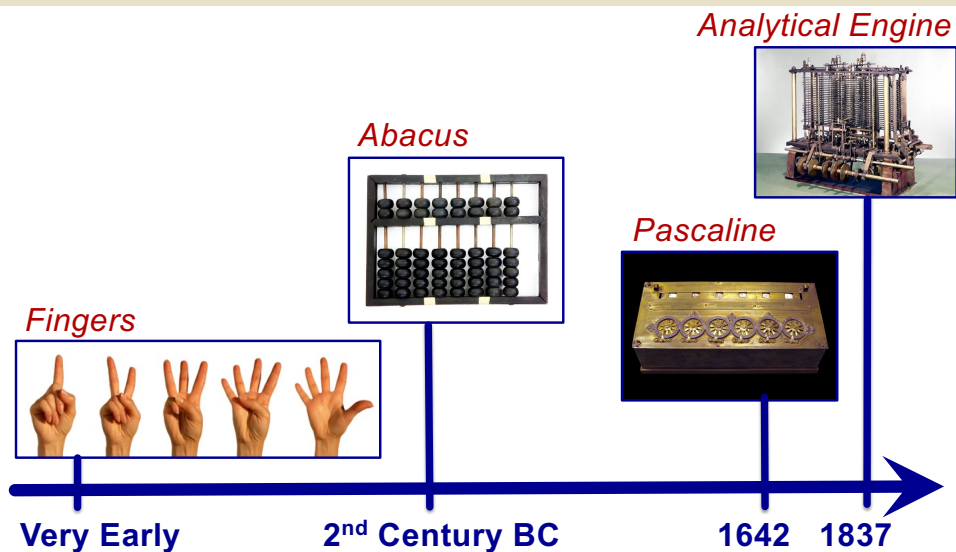 Analytical Engine
Abacus
Pascaline
Fingers
Very Early
2nd Century BC
1642
1837